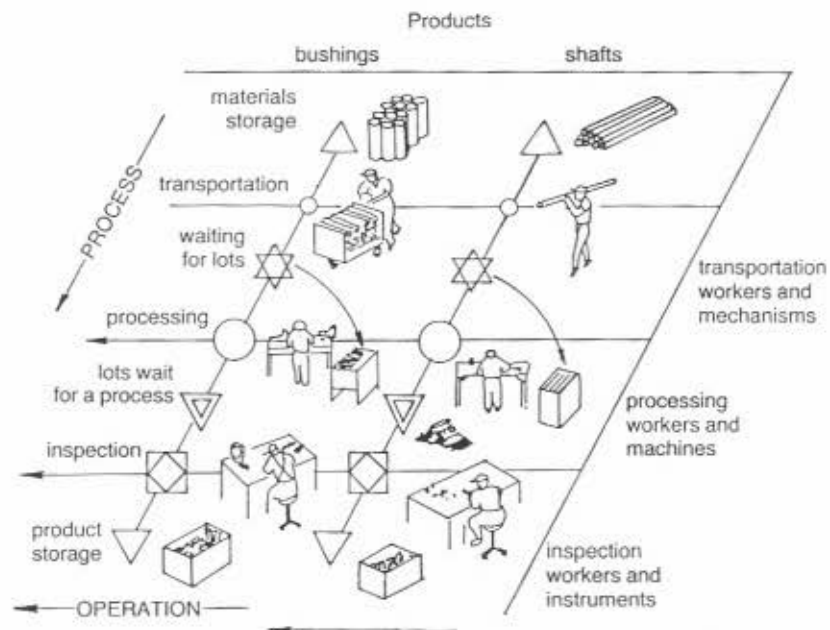 Products
bushings
shafts
materials
storage
transportation
waiting
for lots
processing
lots wait
for a process
inspection
product
storage
PROCESS
OPERATION
transportation
workers and
mechanisms
processing
workers and
machines
inspection
workers and
instruments